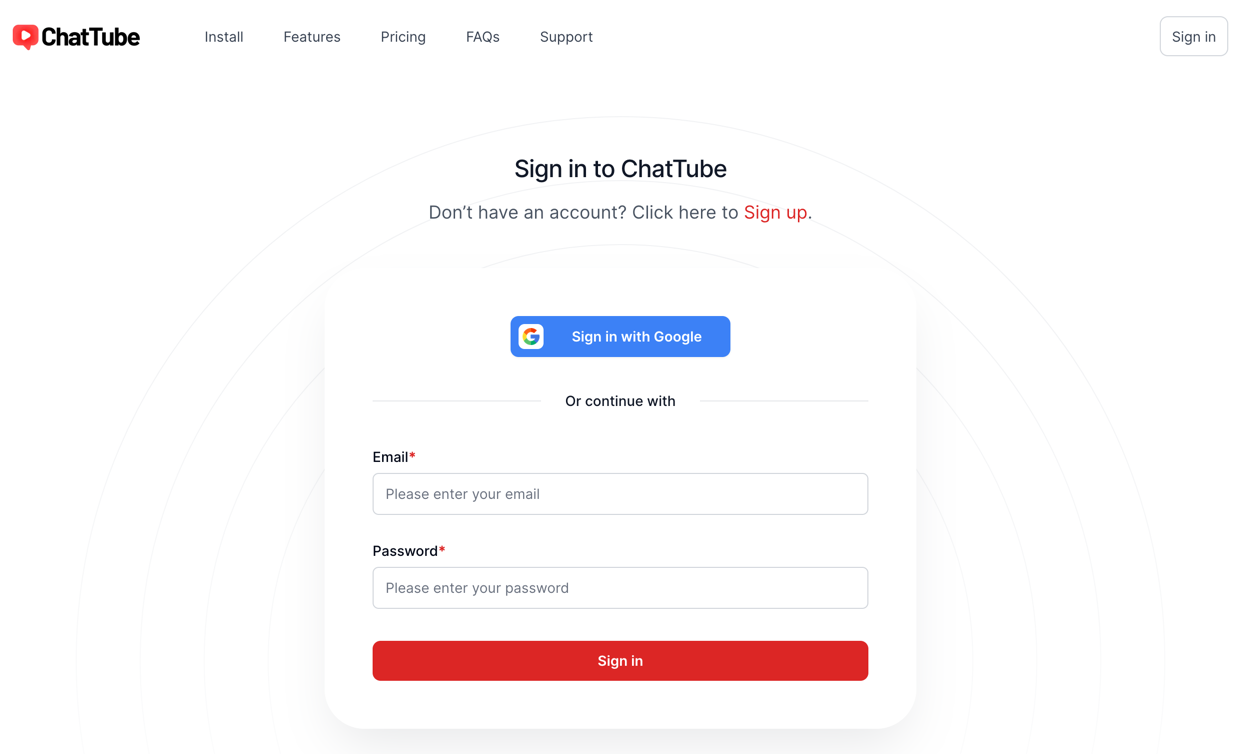 ChatTube Install Features Pricing FAQs Support Sign in
Sign in to ChatTube
Don’t have an account? Click here to Sign up.
Sign in with Google
Or continue with
Email*
Please enter your email
Password*
Please enter your password
Sign in